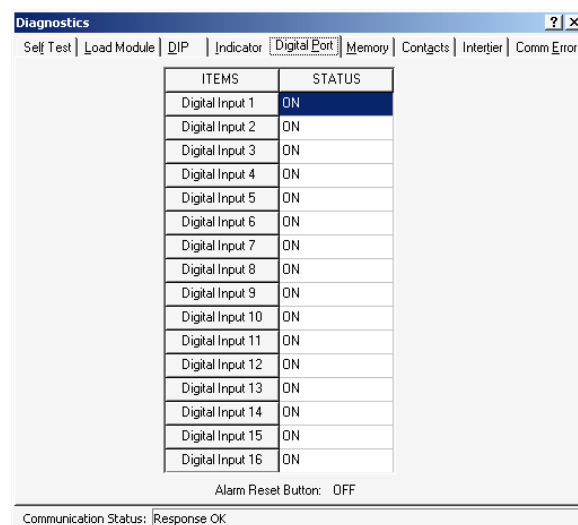 Diagnostics ? X
Self Test Load Module DIP Indicator Digital Port Memory Contacts Intertier Comm Error
ITEMS STATUS
Digital Input 1 ON
Digital Input 2 ON
Digital Input 3 ON
Digital Input 4 ON
Digital Input 5 ON
Digital Input 6 ON
Digital Input 7 ON
Digital Input 8 ON
Digital Input 9 ON
Digital Input 10 ON
Digital Input 11 ON
Digital Input 12 ON
Digital Input 13 ON
Digital Input 14 ON
Digital Input 15 ON
Digital Input 16 ON
Alarm Reset Button: OFF
Communication Status: Response OK